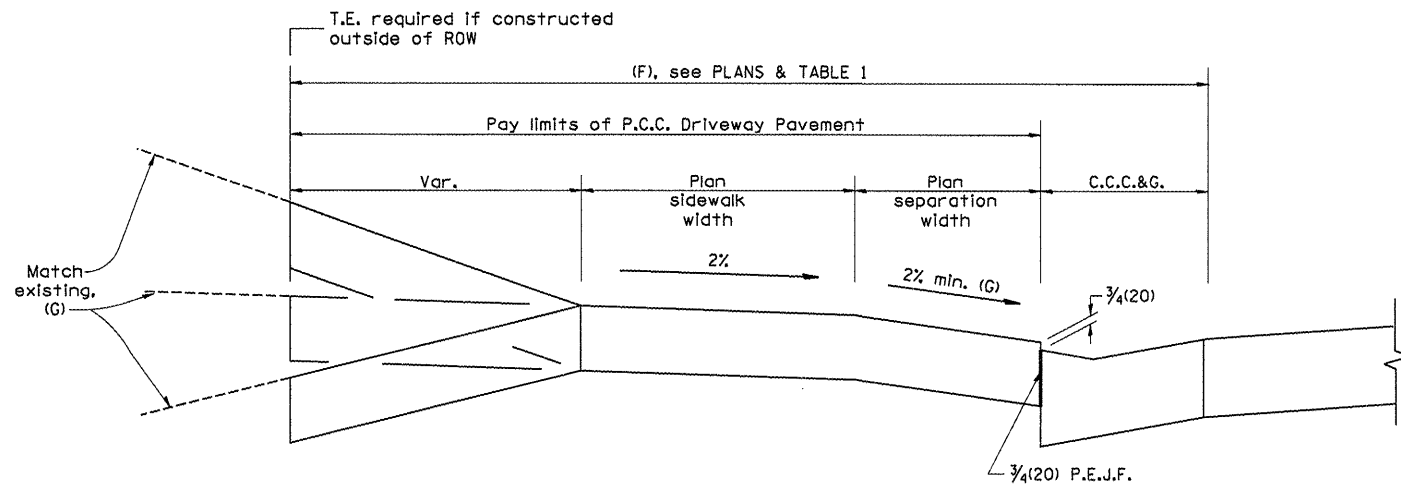 T.E. required if constructed
outside of ROW
(F), see PLANS & TABLE 1
Pay limits of P.C.C. Driveway Pavement
Var.
Plan
sidewalk
width
Plan
separation
width
C.C.C.&G.
Match
existing,
(G)
2%
2% min. (G)
¾(20)
¾(20) P.E.J.F.